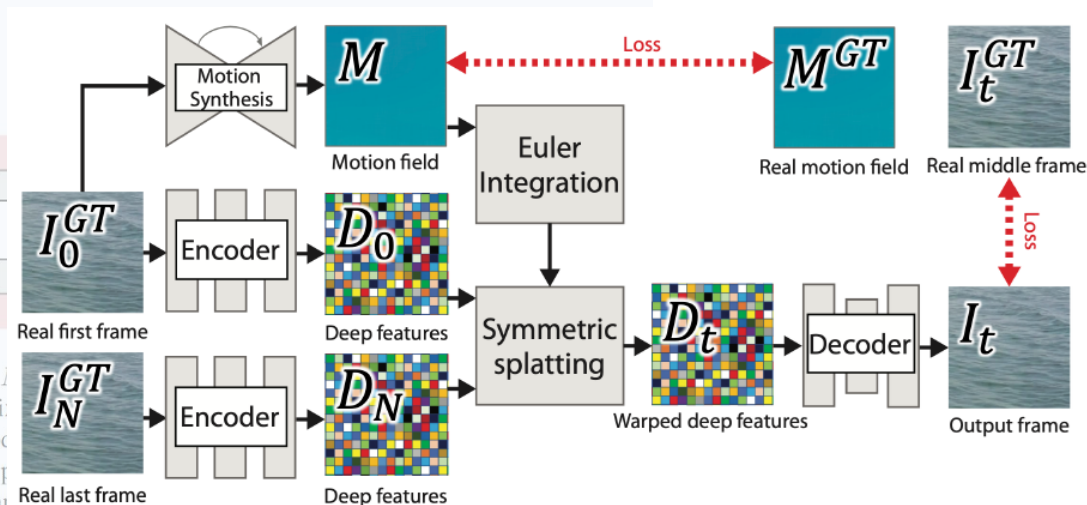 Motion
Synthesis
M
Motion field
Loss
M^{GT}
Real motion field
I_t^{GT}
Real middle frame
Euler
Integration
I_0^{GT}
Real first frame
Encoder
D_0
Deep features
Loss
Symmetric
splatting
D_t
Warped deep features
Decoder
I_t
Output frame
I_N^{GT}
Real last frame
Encoder
D_N
Deep features